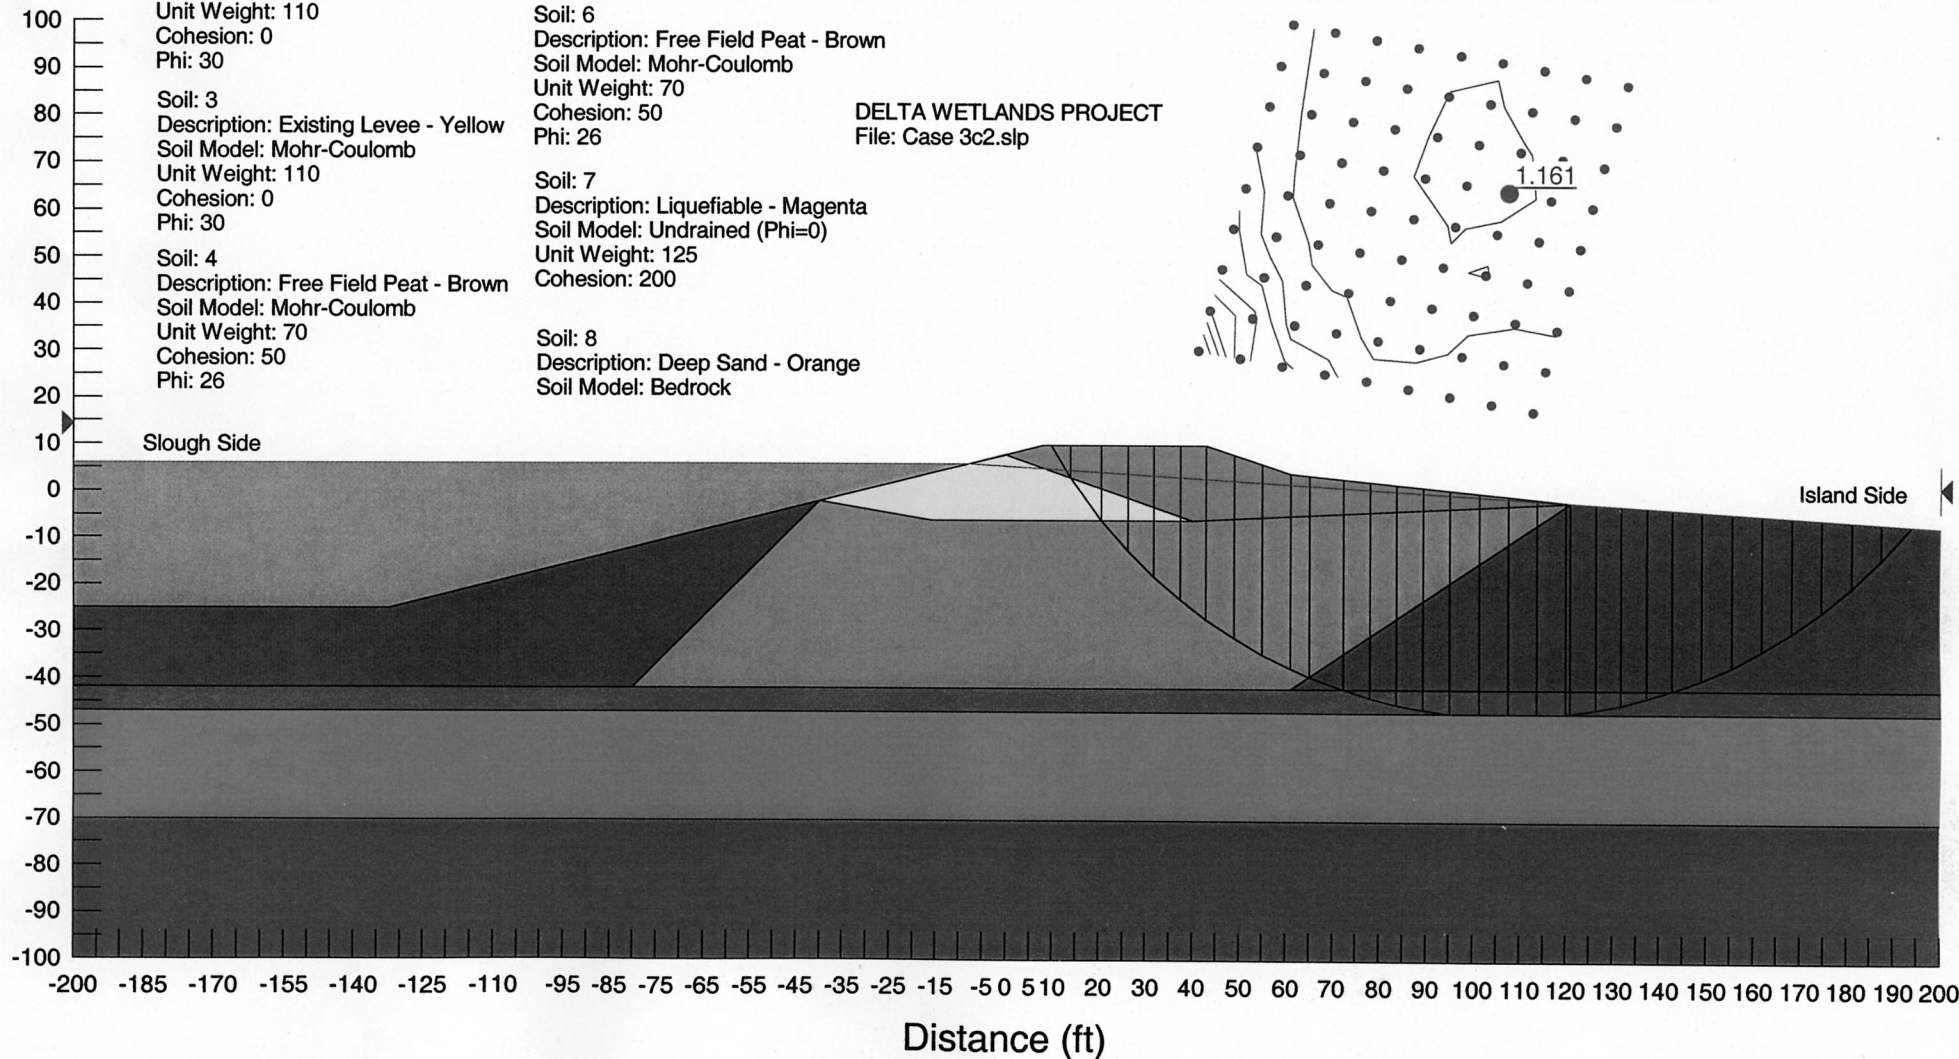 Unit Weight: 110
Cohesion: 0
Phi: 30
Soil: 3
Description: Existing Levee - Yellow
Soil Model: Mohr-Coulomb
Unit Weight: 110
Cohesion: 0
Phi: 30
Soil: 4
Description: Free Field Peat - Brown
Soil Model: Mohr-Coulomb
Unit Weight: 70
Cohesion: 50
Phi: 26
Soil: 6
Description: Free Field Peat - Brown
Soil Model: Mohr-Coulomb
Unit Weight: 70
Cohesion: 50
Phi: 26
Soil: 7
Description: Liquefiable - Magenta
Soil Model: Undrained (Phi=0)
Unit Weight: 125
Cohesion: 200
Soil: 8
Description: Deep Sand - Orange
Soil Model: Bedrock
DELTA WETLANDS PROJECT
File: Case 3c2.slp
1.161
Slough Side
Island Side
100
90
80
70
60
50
40
30
20
10
0
-10
-20
-30
-40
-50
-60
-70
-80
-90
-100
-200 -185 -170 -155 -140 -125 -110 -95 -85 -75 -65 -55 -45 -35 -25 -15 -5 0 5 10 20 30 40 50 60 70 80 90 100 110 120 130 140 150 160 170 180 190 200
Distance (ft)